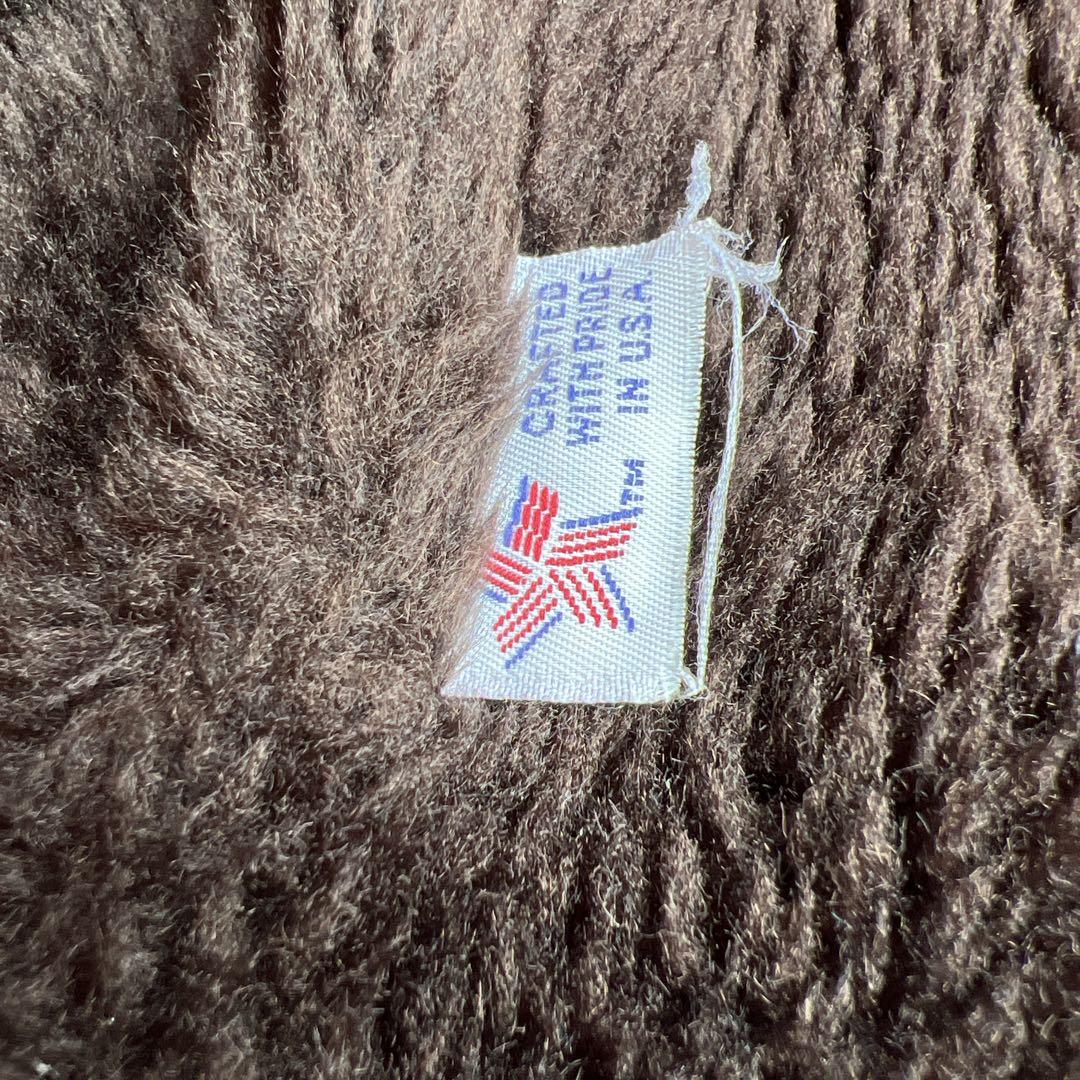 CRAFTED
WITH PRIDE
IN U.S.A.
TM